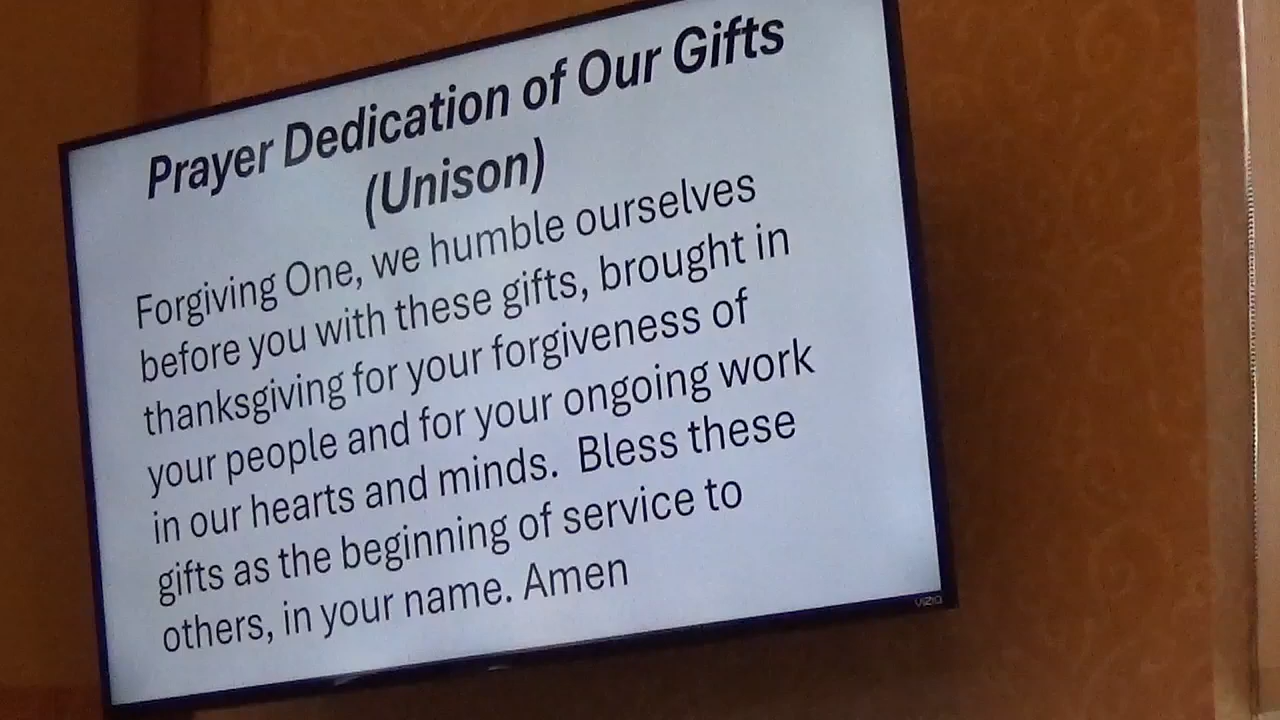 Prayer Dedication of Our Gifts
(Unison)
Forgiving One, we humble ourselves
before you with these gifts, brought in
thanksgiving for your forgiveness of
your people and for your ongoing work
in our hearts and minds. Bless these
gifts as the beginning of service to
others, in your name. Amen
VIZIO